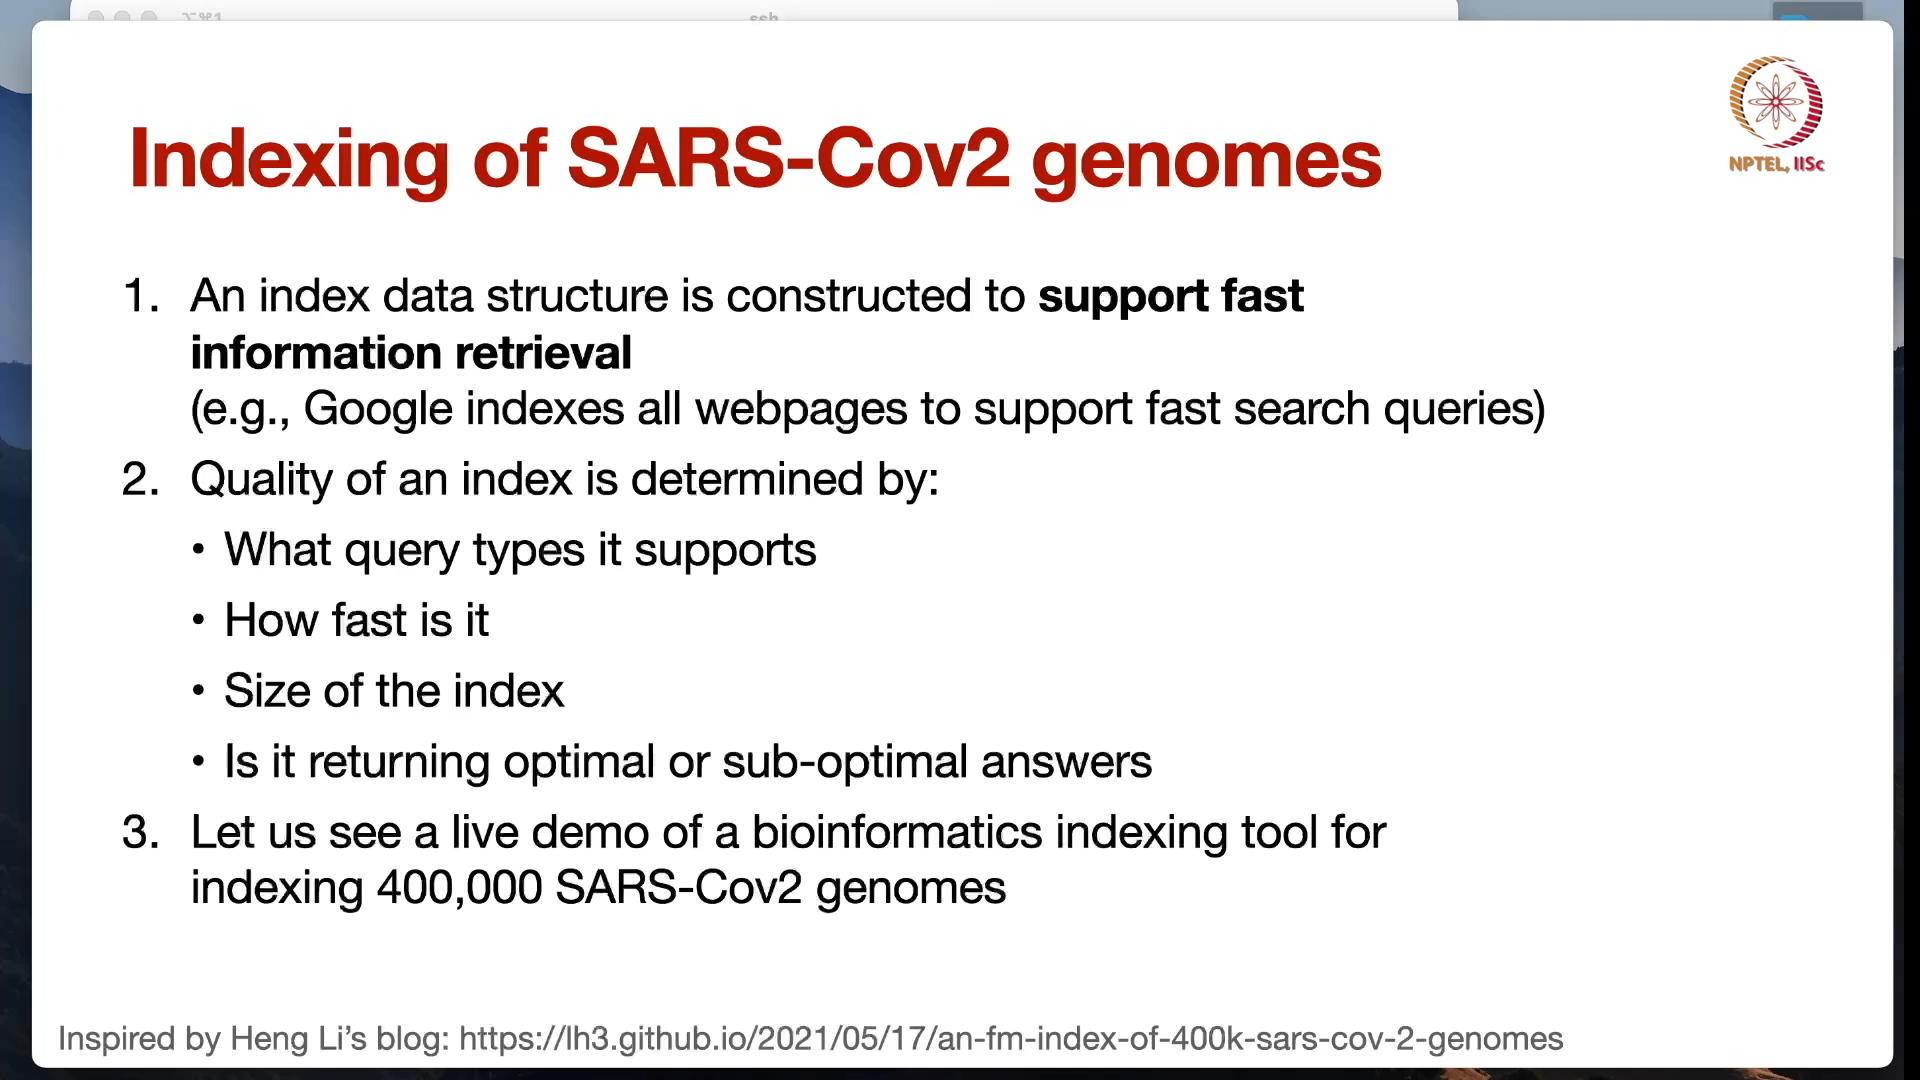 ⌥⌘1
ssh
Indexing of SARS-Cov2 genomes
NPTEL, IISc
1. An index data structure is constructed to support fast
information retrieval
(e.g., Google indexes all webpages to support fast search queries)
2. Quality of an index is determined by:
• What query types it supports
• How fast is it
• Size of the index
• Is it returning optimal or sub-optimal answers
3. Let us see a live demo of a bioinformatics indexing tool for
indexing 400,000 SARS-Cov2 genomes
Inspired by Heng Li’s blog: https://lh3.github.io/2021/05/17/an-fm-index-of-400k-sars-cov-2-genomes